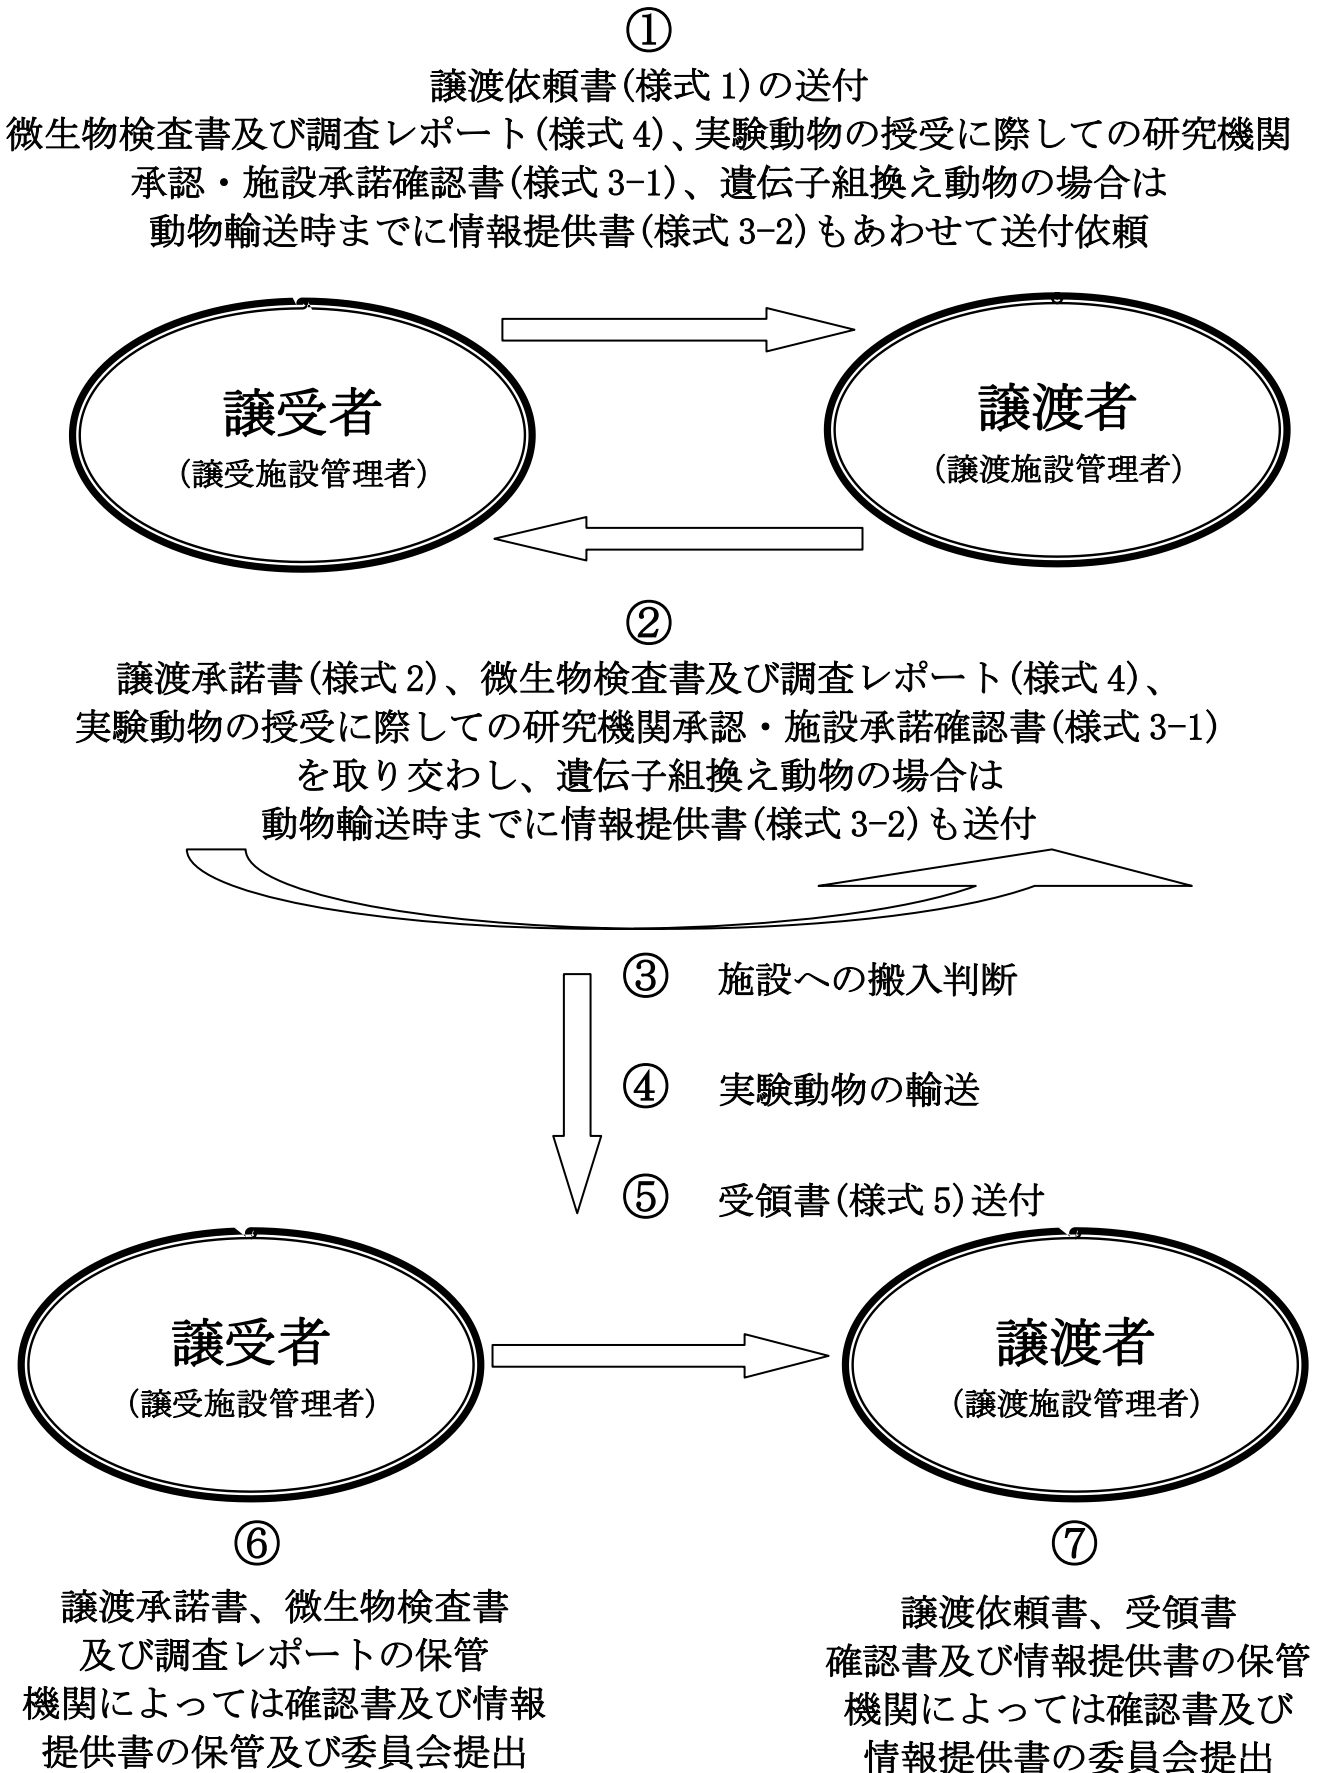 ①
譲渡依頼書(様式 1)の送付
微生物検査書及び調査レポート(様式 4)、実験動物の授受に際しての研究機関
承認・施設承諾確認書(様式 3-1)、遺伝子組換え動物の場合は
動物輸送時までに情報提供書(様式 3-2)もあわせて送付依頼
譲受者
(譲受施設管理者)
譲渡者
(譲渡施設管理者)
②
譲渡承諾書(様式 2)、微生物検査書及び調査レポート(様式 4)、
実験動物の授受に際しての研究機関承認・施設承諾確認書(様式 3-1)
を取り交わし、遺伝子組換え動物の場合は
動物輸送時までに情報提供書(様式 3-2)も送付
③ 施設への搬入判断
④ 実験動物の輸送
⑤ 受領書(様式 5)送付
譲受者
(譲受施設管理者)
譲渡者
(譲渡施設管理者)
⑥
譲渡承諾書、微生物検査書
及び調査レポートの保管
機関によっては確認書及び情報
提供書の保管及び委員会提出
⑦
譲渡依頼書、受領書
確認書及び情報提供書の保管
機関によっては確認書及び
情報提供書の委員会提出